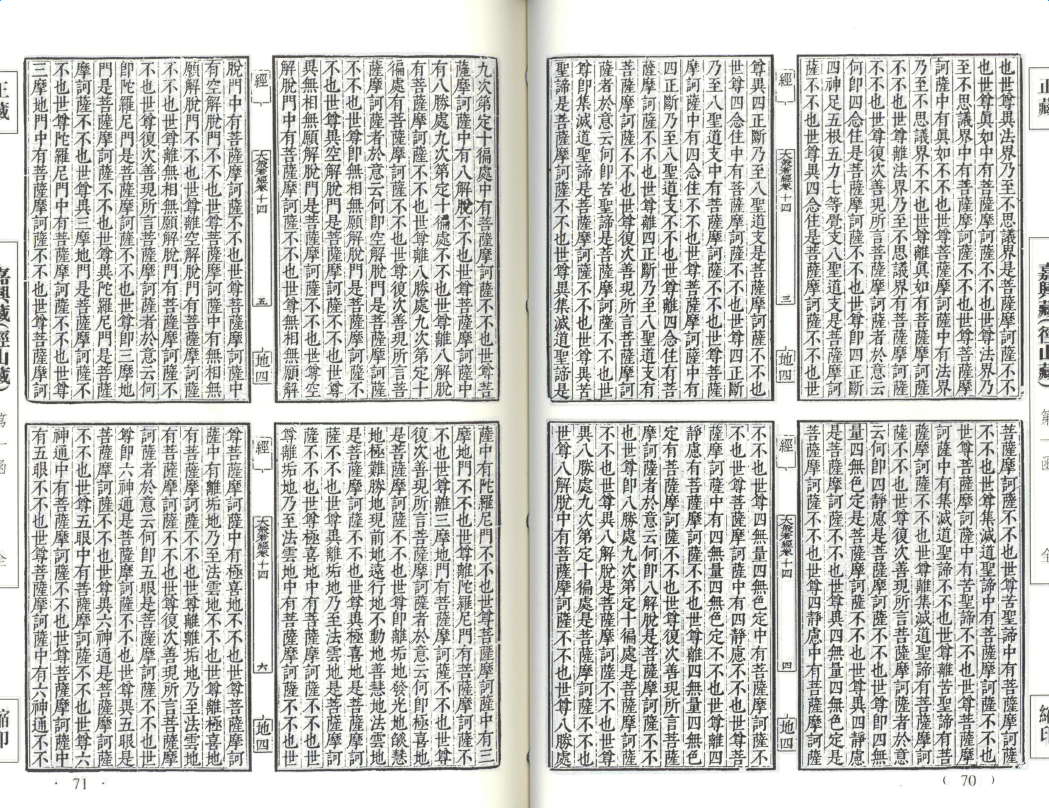 正藏
嘉興藏(徑山藏)
第一函
全
縮印
也世尊異法界乃至不思議界是菩薩摩訶薩不不
也世尊眞如中有菩薩摩訶薩不不也世尊法界乃
至不思議界中有菩薩摩訶薩不不也世尊菩薩摩
訶薩中有眞如不不也世尊菩薩摩訶薩中有法界
乃至不思議界不不也世尊離眞如有菩薩摩訶薩
不不也世尊離法界乃至不思議界有菩薩摩訶薩
不不也世尊復次善現所言菩薩摩訶薩者於意云
何即四念住是菩薩摩訶薩不不也世尊即四正斷
四神足五根五力七等覺支八聖道支是菩薩摩訶
薩不不也世尊異四念住是菩薩摩訶薩不不也世
經 大般若經卷十四 三 地四
尊異四正斷乃至八聖道支是菩薩摩訶薩不不也
世尊四念住中有菩薩摩訶薩不不也世尊四正斷
乃至八聖道支中有菩薩摩訶薩不不也世尊菩薩
摩訶薩中有四念住不不也世尊菩薩摩訶薩中有
四正斷乃至八聖道支不不也世尊離四念住有菩
薩摩訶薩不不也世尊離四正斷乃至八聖道支有
菩薩摩訶薩不不也世尊復次善現所言菩薩摩訶
薩者於意云何即苦聖諦是菩薩摩訶薩不不也世
尊即集滅道聖諦是菩薩摩訶薩不不也世尊異苦
聖諦是菩薩摩訶薩不不也世尊異集滅道聖諦是
菩薩摩訶薩不不也世尊苦聖諦中有菩薩摩訶薩
不不也世尊集滅道聖諦中有菩薩摩訶薩不不也
世尊菩薩摩訶薩中有苦聖諦不不也世尊菩薩摩
訶薩中有集滅道聖諦不不也世尊離苦聖諦有菩
薩摩訶薩不不也世尊離集滅道聖諦有菩薩摩訶
薩不不也世尊復次善現所言菩薩摩訶薩者於意
云何即四靜慮是菩薩摩訶薩不不也世尊即四無
量四無色定是菩薩摩訶薩不不也世尊異四靜慮
是菩薩摩訶薩不不也世尊異四無量四無色定是
菩薩摩訶薩不不也世尊四靜慮中有菩薩摩訶薩
經 大般若經卷十四 四 地四
不不也世尊四無量四無色定中有菩薩摩訶薩不
不也世尊菩薩摩訶薩中有四靜慮不不也世尊菩
薩摩訶薩中有四無量四無色定不不也世尊離四
靜慮有菩薩摩訶薩不不也世尊離四無量四無色
定有菩薩摩訶薩不不也世尊復次善現所言菩薩
摩訶薩者於意云何即八解脫是菩薩摩訶薩不不
也世尊即八勝處九次第定十徧處是菩薩摩訶薩
不不也世尊異八解脫是菩薩摩訶薩不不也世尊
異八勝處九次第定十徧處是菩薩摩訶薩不不也
世尊八解脫中有菩薩摩訶薩不不也世尊八勝處
( 70 )
九次第定十徧處中有菩薩摩訶薩不不也世尊菩
薩摩訶薩中有八解脫不不也世尊菩薩摩訶薩中
有八勝處九次第定十徧處不不也世尊離八解脫
有菩薩摩訶薩不不也世尊離八勝處九次第定十
徧處有菩薩摩訶薩不不也世尊復次善現所言菩
薩摩訶薩者於意云何即空解脫門是菩薩摩訶薩
不不也世尊即無相無願解脫門是菩薩摩訶薩不
不也世尊異空解脫門是菩薩摩訶薩不不也世尊
異無相無願解脫門是菩薩摩訶薩不不也世尊空
解脫門中有菩薩摩訶薩不不也世尊無相無願解
經 大般若經卷十四 五 地四
脫門中有菩薩摩訶薩不不也世尊菩薩摩訶薩中
有空解脫門不不也世尊菩薩摩訶薩中有無相無
願解脫門不不也世尊離空解脫門有菩薩摩訶薩
不不也世尊離無相無願解脫門有菩薩摩訶薩不
不也世尊復次善現所言菩薩摩訶薩者於意云何
即陀羅尼門是菩薩摩訶薩不不也世尊即三摩地
門是菩薩摩訶薩不不也世尊異陀羅尼門是菩薩
摩訶薩不不也世尊異三摩地門是菩薩摩訶薩不
不也世尊陀羅尼門中有菩薩摩訶薩不不也世尊
三摩地門中有菩薩摩訶薩不不也世尊菩薩摩訶
薩中有陀羅尼門不不也世尊菩薩摩訶薩中有三
摩地門不不也世尊離陀羅尼門有菩薩摩訶薩不
不也世尊離三摩地門有菩薩摩訶薩不不也世尊
復次善現所言菩薩摩訶薩者於意云何即極喜地
是菩薩摩訶薩不不也世尊即離垢地發光地燄慧
地極難勝地現前地遠行地不動地善慧地法雲地
是菩薩摩訶薩不不也世尊異極喜地是菩薩摩訶
薩不不也世尊異離垢地乃至法雲地是菩薩摩訶
薩不不也世尊極喜地中有菩薩摩訶薩不不也世
尊離垢地乃至法雲地中有菩薩摩訶薩不不也世
經 大般若經卷十四 六 地四
尊菩薩摩訶薩中有極喜地不不也世尊菩薩摩訶
薩中有離垢地乃至法雲地不不也世尊離極喜地
有菩薩摩訶薩不不也世尊離離垢地乃至法雲地
有菩薩摩訶薩不不也世尊復次善現所言菩薩摩
訶薩者於意云何即五眼是菩薩摩訶薩不不也世
尊即六神通是菩薩摩訶薩不不也世尊異五眼是
菩薩摩訶薩不不也世尊異六神通是菩薩摩訶薩
不不也世尊五眼中有菩薩摩訶薩不不也世尊六
神通中有菩薩摩訶薩不不也世尊菩薩摩訶薩中
有五眼不不也世尊菩薩摩訶薩中有六神通不不
正藏
嘉興藏(徑山藏)
第一函
全
縮印
· 71 ·